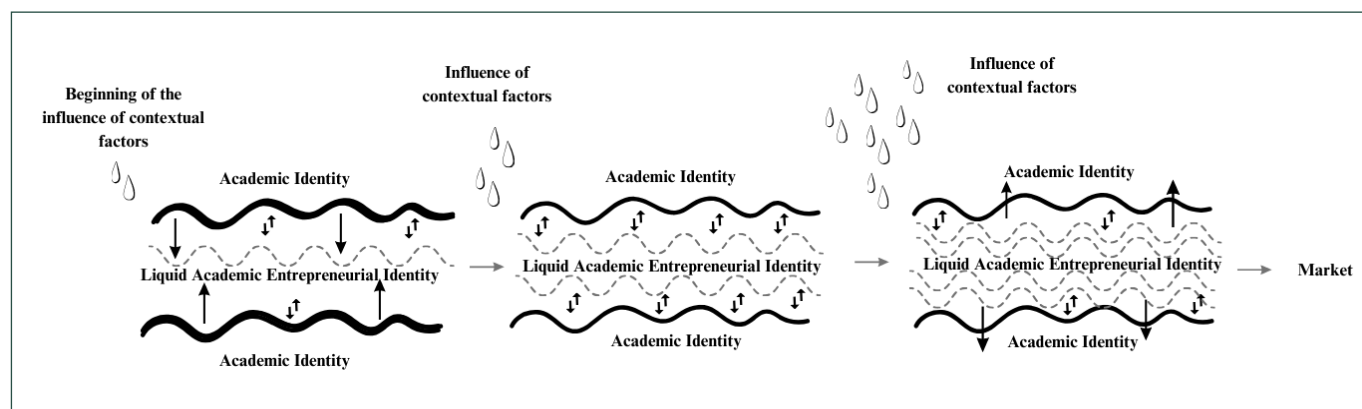 Beginning of the
influence of contextual
factors
Academic Identity
Liquid Academic Entrepreneurial Identity
Academic Identity
Influence of
contextual factors
Academic Identity
Liquid Academic Entrepreneurial Identity
Academic Identity
Influence of
contextual factors
Academic Identity
Liquid Academic Entrepreneurial Identity
Academic Identity
Market